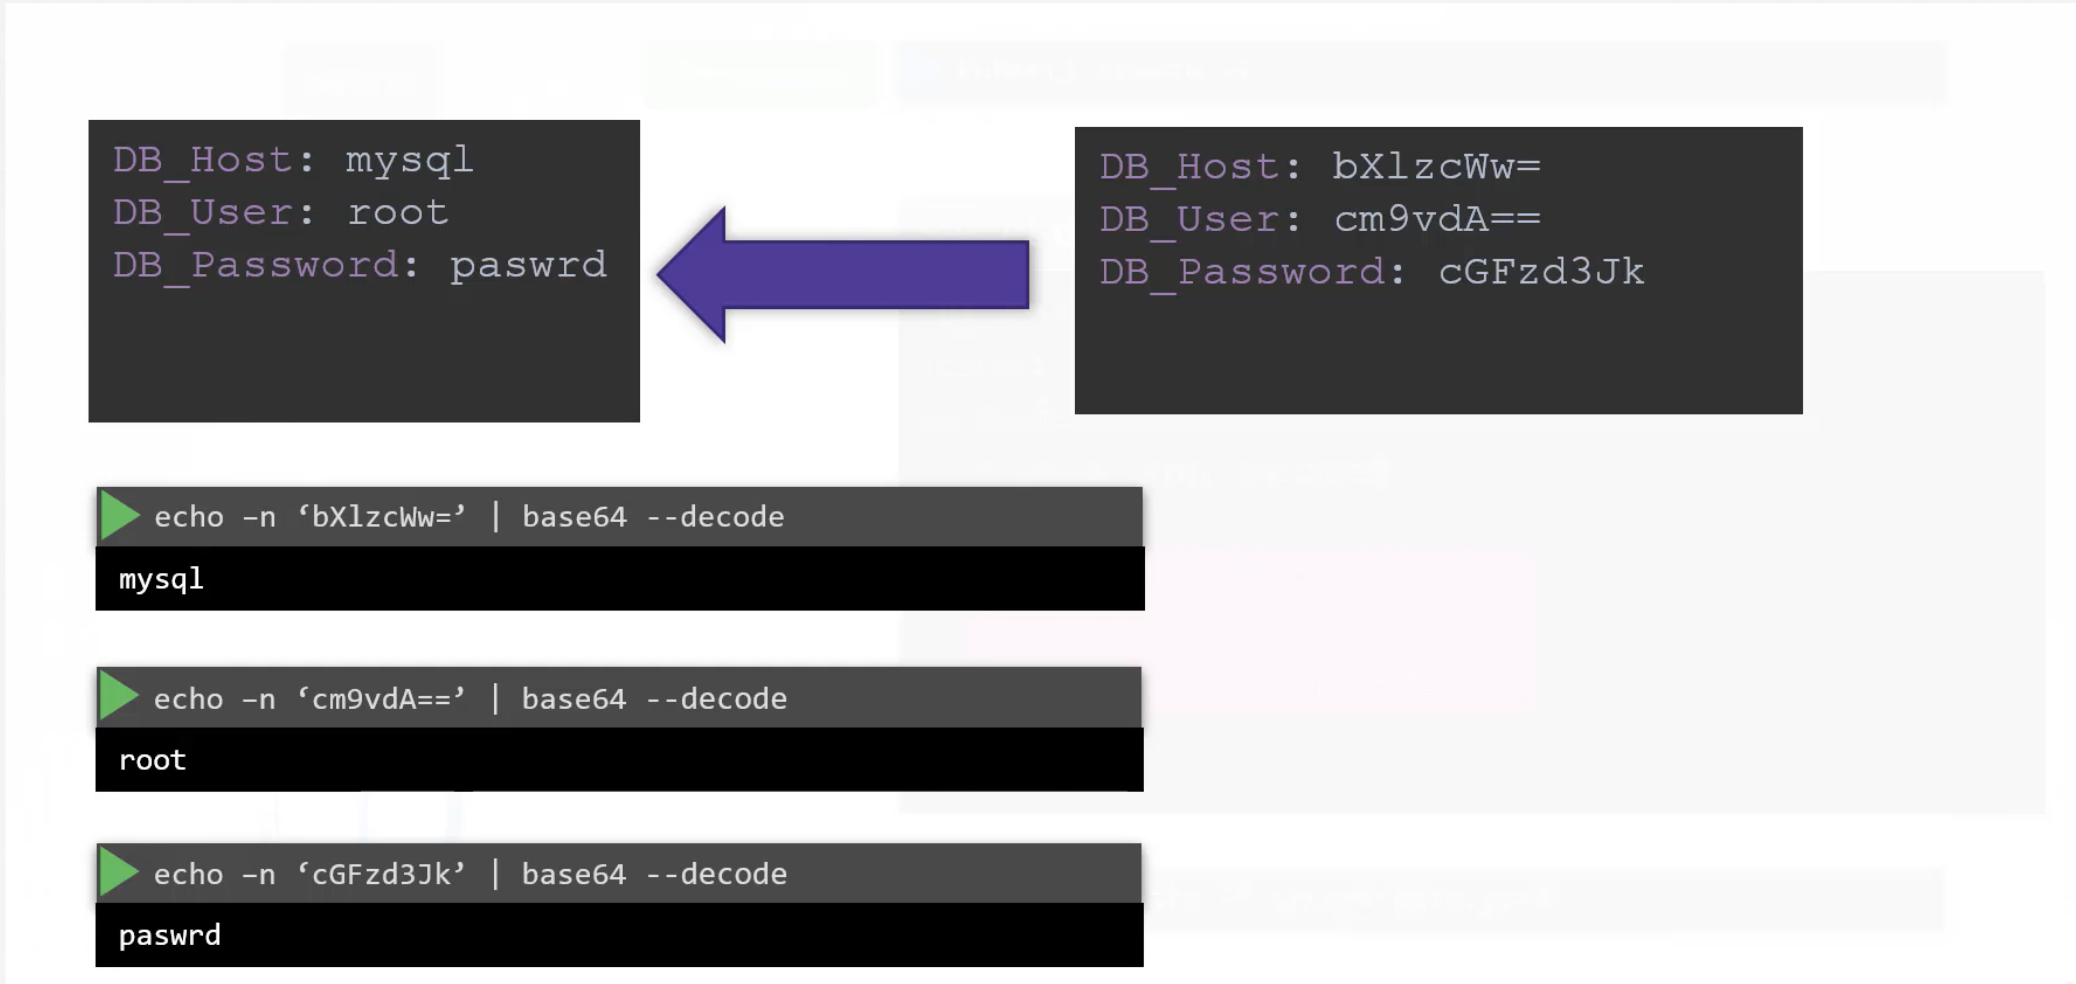 DB_Host: mysql
DB_User: root
DB_Password: paswrd
DB_Host: bXlzcWw=
DB_User: cm9vdA==
DB_Password: cGFzd3Jk
echo –n ‘bXlzcWw=’ | base64 --decode
mysql
echo –n ‘cm9vdA==’ | base64 --decode
root
echo –n ‘cGFzd3Jk’ | base64 --decode
paswrd